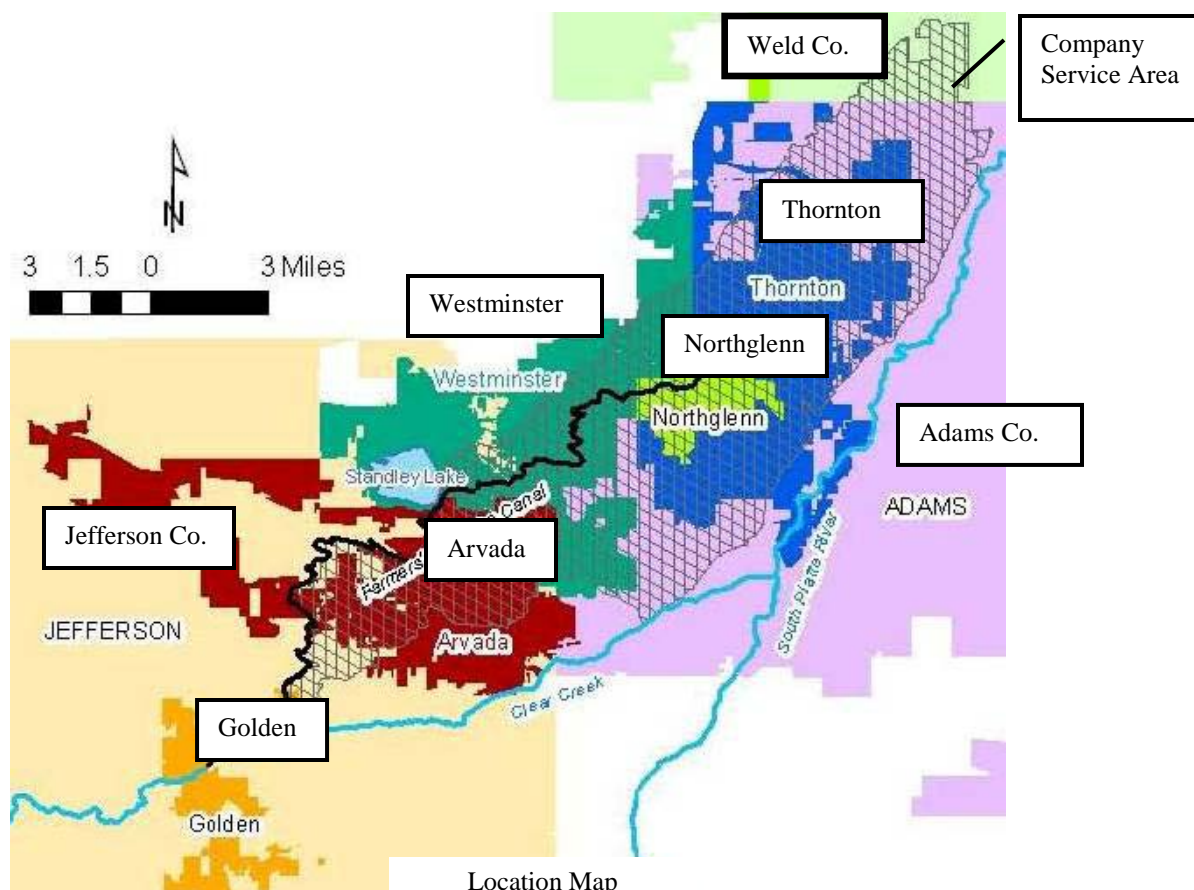 Weld Co.
Company
Service Area
N
Thornton
3 1.5 0 3 Miles
Thornton
Westminster
Northglenn
Westminster
Northglenn
Adams Co.
Standley Lake
ADAMS
Jefferson Co.
Arvada
Farmers' Canal
South Platte River
JEFFERSON
Arvada
Clear Creek
Golden
Golden
Location Map